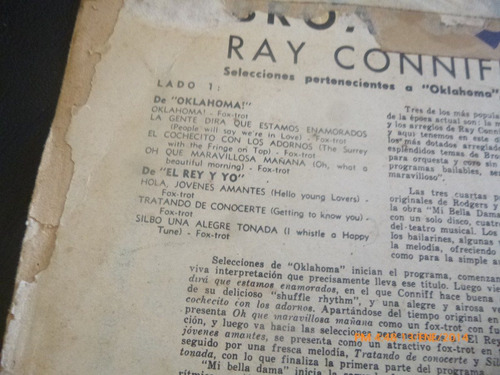 BRO
RAY CONNIF
Selecciones pertenecientes a "Oklahoma"
LADO 1:
De "OKLAHOMA!"
OKLAHOMA! - Fox-trot
LA GENTE DIRA QUE ESTAMOS ENAMORADOS
(People will say we're in Love) - Fox-trot
EL COCHECITO CON LOS ADORNOS (The Surrey
with the Fringe on Top) - Fox-trot
OH QUE MARAVILLOSA MAÑANA (Oh, what a
beautiful morning) - Fox-trot
De "EL REY Y YO"
HOLA, JOVENES AMANTES (Hello young Lovers) -
Fox-trot
TRATANDO DE CONOCERTE (Getting to know you) -
Fox-trot
SILBO UNA ALEGRE TONADA (I whistle a Happy
Tune) - Fox-trot
Tres de los más popula
de la época actual son: la m
y los arreglos de Ray Conn
y aquí tenemos en este á
los más dotados arreglad
espléndidos temas de Broa
para orquesta y coro e
programas bailables, ser
maravilloso".
Las tres cuartas p
originales de Rodgers y
la obra "Mi Bella Dama"
con un solo disco, cuatr
del teatro musical. Los
los bailarines, algunas
la melodía, ofreciendo
como para la simple a
Selecciones de "Oklahoma" inician el programa, comenzan
viva interpretación que precisamente lleva ese título. Luego vie
dirá que estamos enamorados, en el que Conniff hace buena
de su delicioso "shuffle rhythm", y una alegre y airosa ve
cochecito con los adornos. Apartándose del tiempo original en
presenta Oh que maravillosa mañana como un fox-trot con fu
ción, y luego va hacia las selecciones "El Rey
jóvenes amantes, se presenta como un atractivo fox-trot en
seguido por una fresca melodía, Tratando de conocerte y Sil
tonada, con lo que finaliza la primera parte del programa
"Mi bella dama" inicia la